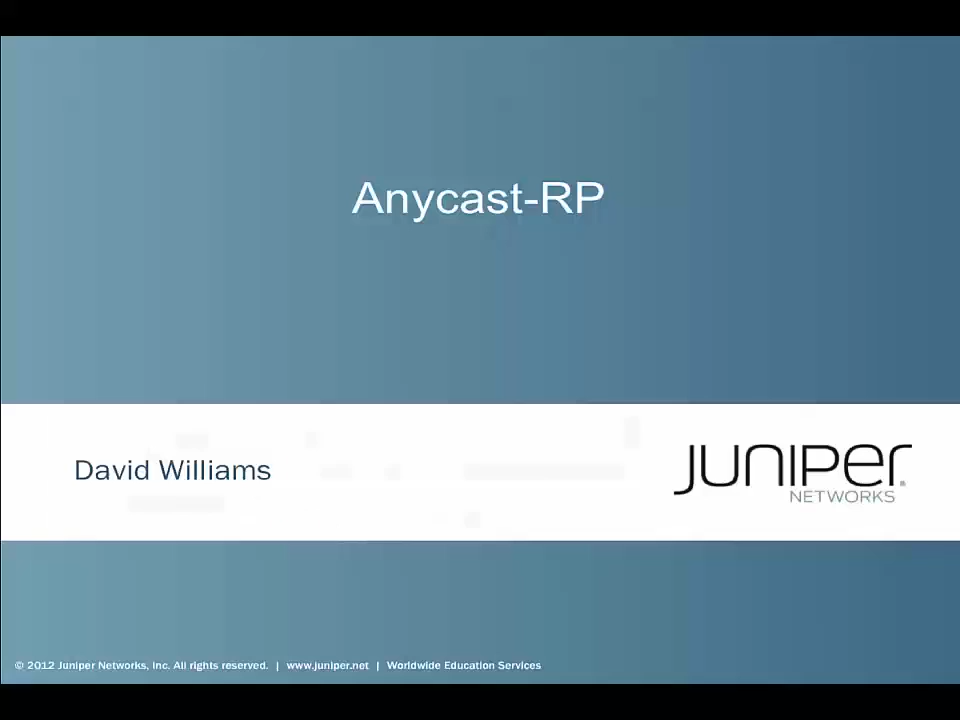 Anycast-RP
David Williams
JUNIPer
NETWORKS
© 2012 Juniper Networks, Inc. All rights reserved. | www.juniper.net | Worldwide Education Services